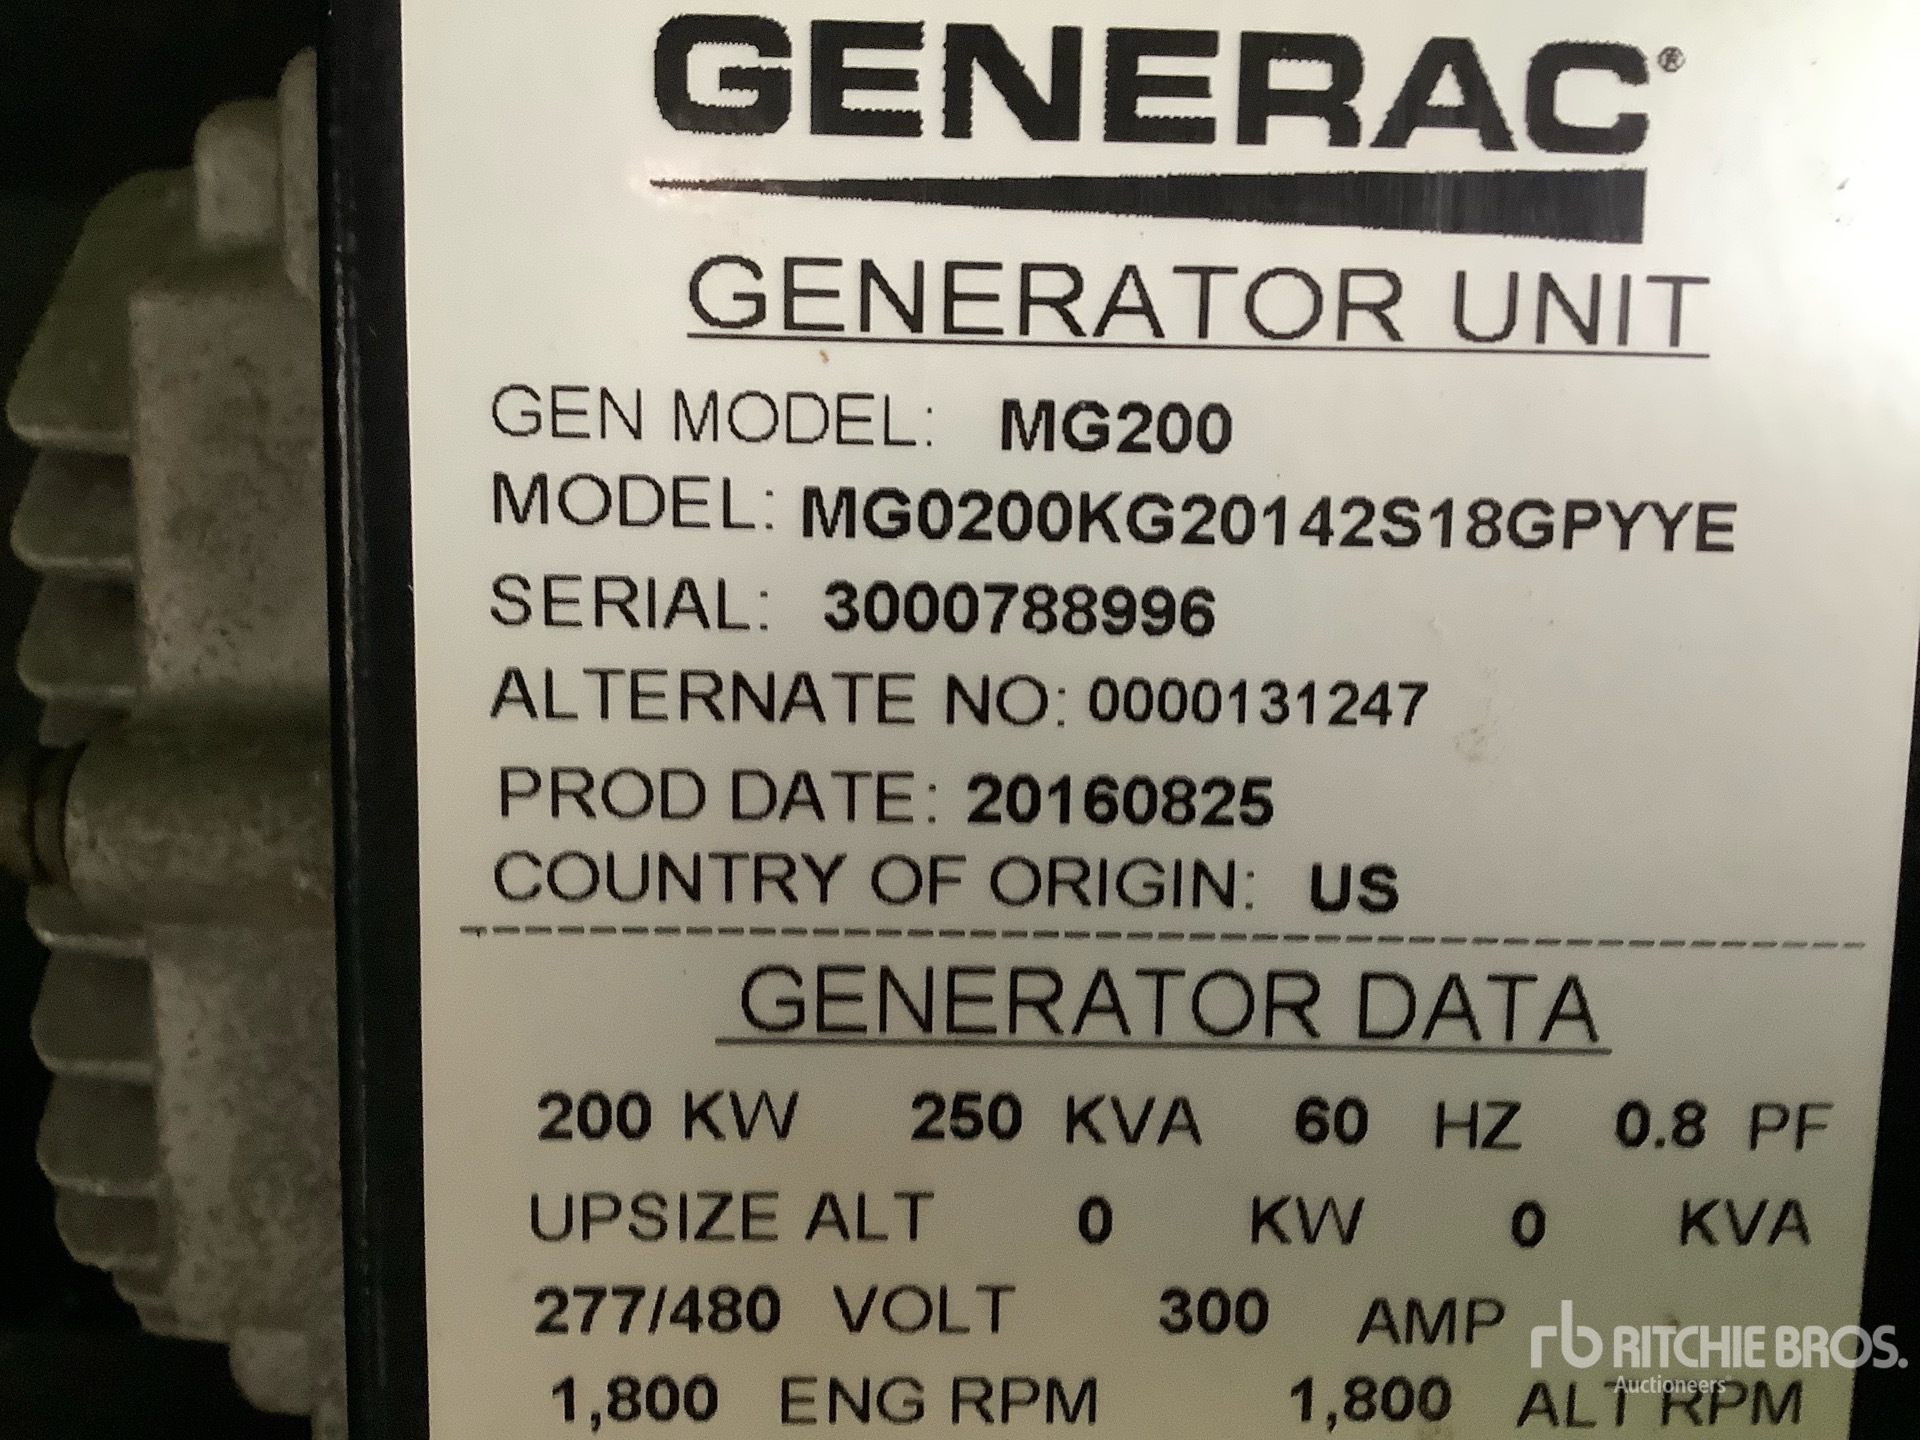 GENERAC®
GENERATOR UNIT
GEN MODEL: MG200
MODEL: MG0200KG20142S18GPYYE
SERIAL: 3000788996
ALTERNATE NO: 0000131247
PROD DATE: 20160825
COUNTRY OF ORIGIN: US
GENERATOR DATA
200 KW 250 KVA 60 HZ 0.8 PF
UPSIZE ALT 0 KW 0 KVA
277/480 VOLT 300 AMP
1,800 ENG RPM 1,800 ALT RPM
rb RITCHIE BROS.
Auctioneers